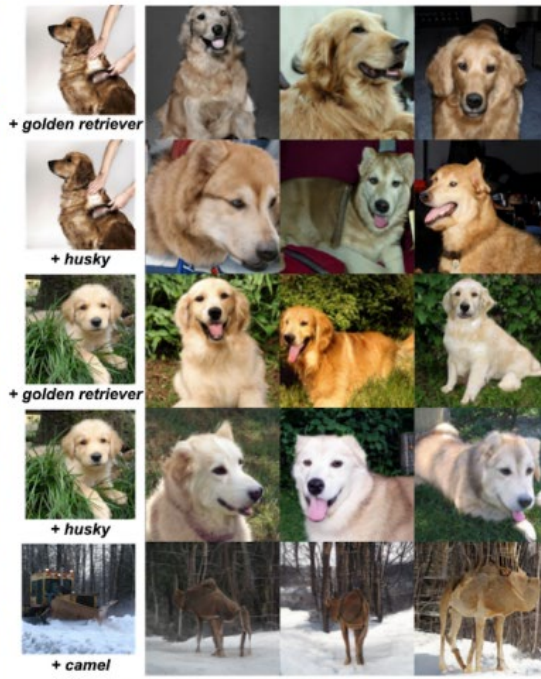 + golden retriever
+ husky
+ golden retriever
+ husky
+ camel